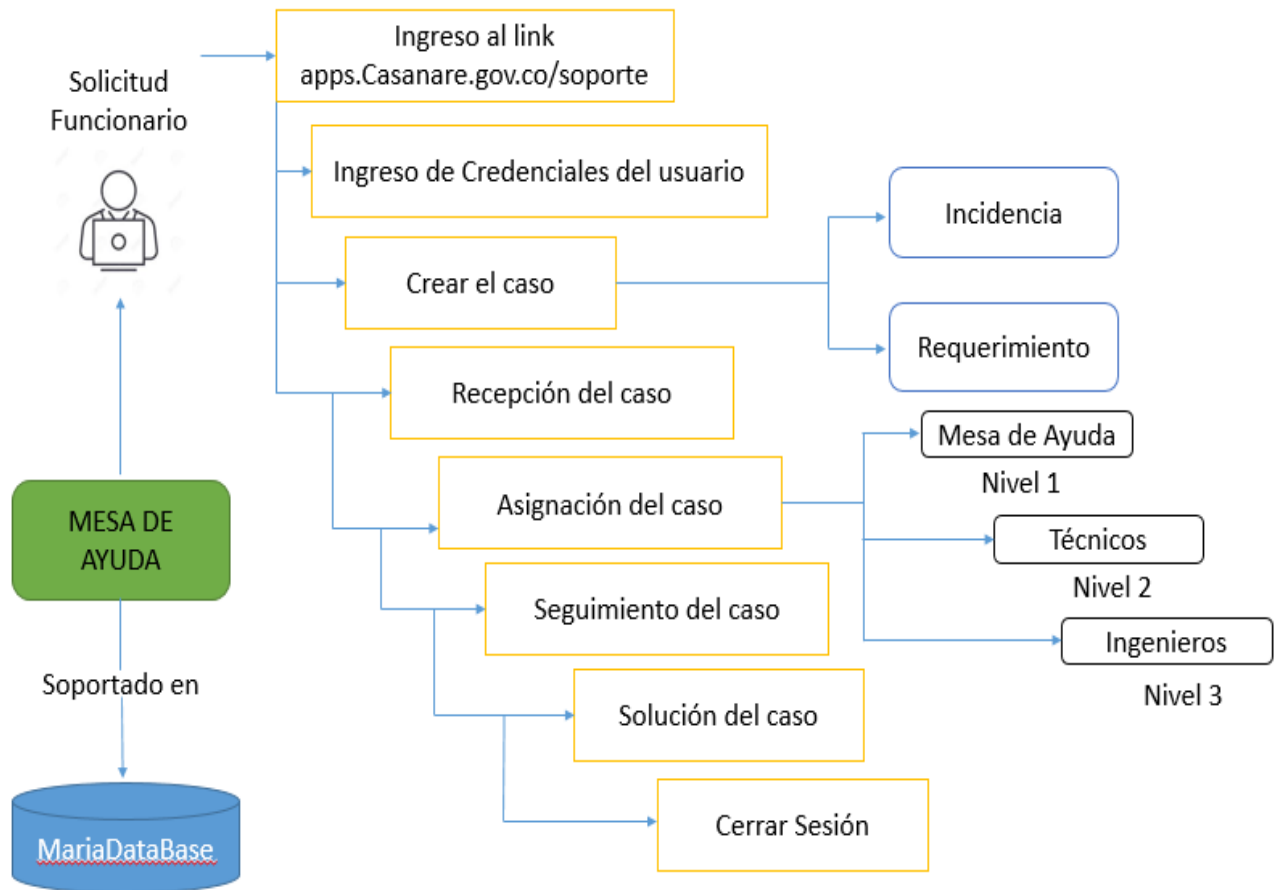 Ingreso al link
apps.Casanare.gov.co/soporte
Solicitud
Funcionario
Ingreso de Credenciales del usuario
Incidencia
Crear el caso
Requerimiento
Recepción del caso
Mesa de Ayuda
Nivel 1
Asignación del caso
MESA DE
AYUDA
Técnicos
Nivel 2
Seguimiento del caso
Ingenieros
Nivel 3
Soportado en
Solución del caso
Cerrar Sesión
MariaDataBase